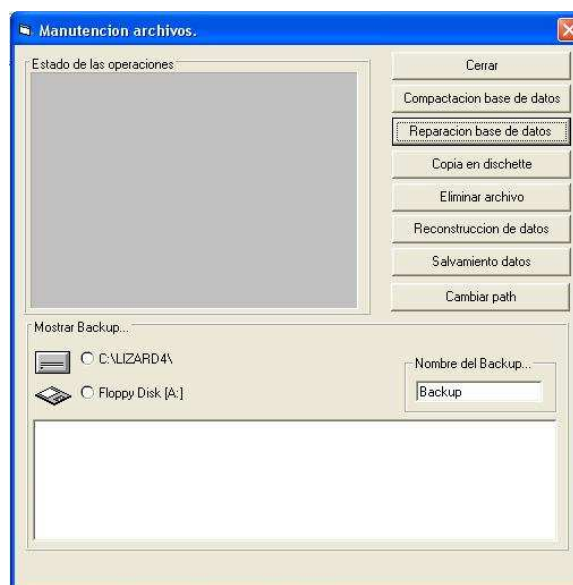 Manutencion archivos.
Estado de las operaciones
Cerrar
Compactacion base de datos
Reparacion base de datos
Copia en dischette
Eliminar archivo
Reconstruccion de datos
Salvamiento datos
Cambiar path
Mostrar Backup...
C:\LIZARD4\
Floppy Disk [A:]
Nombre del Backup...
Backup